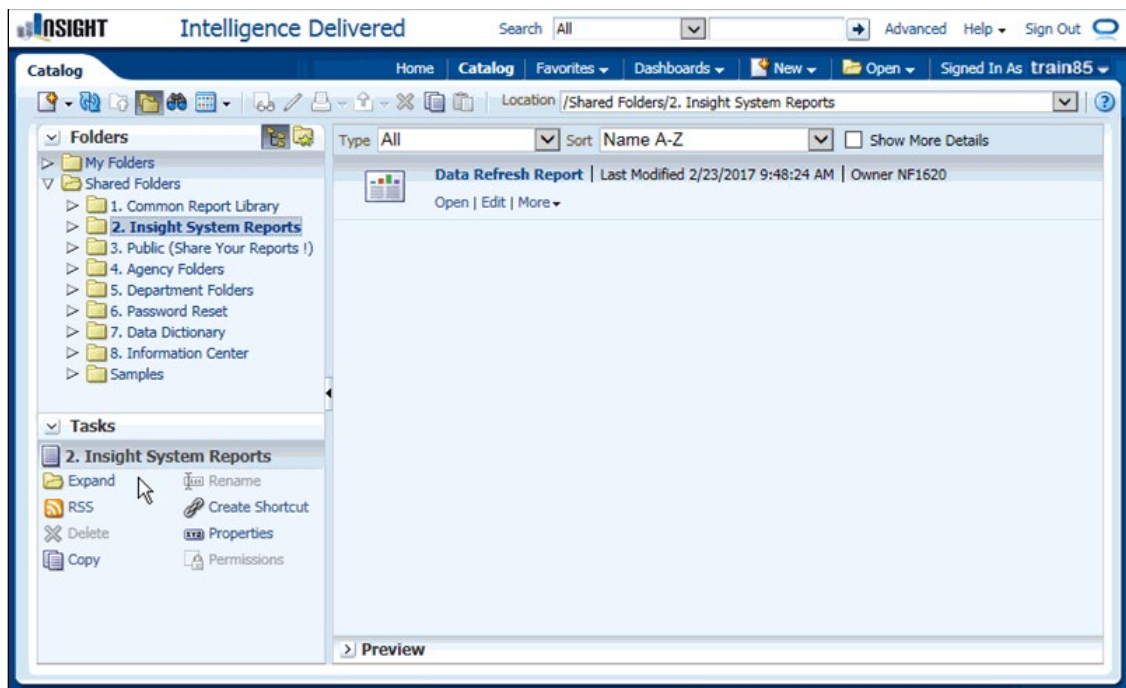 INSIGHT Intelligence Delivered Search All Advanced Help Sign Out
Catalog Home Catalog Favorites Dashboards New Open Signed In As train85
Location /Shared Folders/2. Insight System Reports
Folders
My Folders
Shared Folders
1. Common Report Library
2. Insight System Reports
3. Public (Share Your Reports !)
4. Agency Folders
5. Department Folders
6. Password Reset
7. Data Dictionary
8. Information Center
Samples
Tasks
2. Insight System Reports
Expand Rename
RSS Create Shortcut
Delete Properties
Copy Permissions
Type All Sort Name A-Z Show More Details
Data Refresh Report | Last Modified 2/23/2017 9:48:24 AM | Owner NF1620
Open | Edit | More
Preview